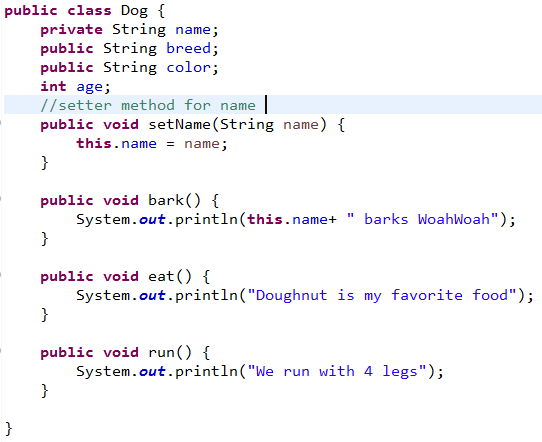 public class Dog {
    private String name;
    public String breed;
    public String color;
    int age;
    //setter method for name
    public void setName(String name) {
        this.name = name;
    }

    public void bark() {
        System.out.println(this.name+ " barks WoahWoah");
    }

    public void eat() {
        System.out.println("Doughnut is my favorite food");
    }

    public void run() {
        System.out.println("We run with 4 legs");
    }

}